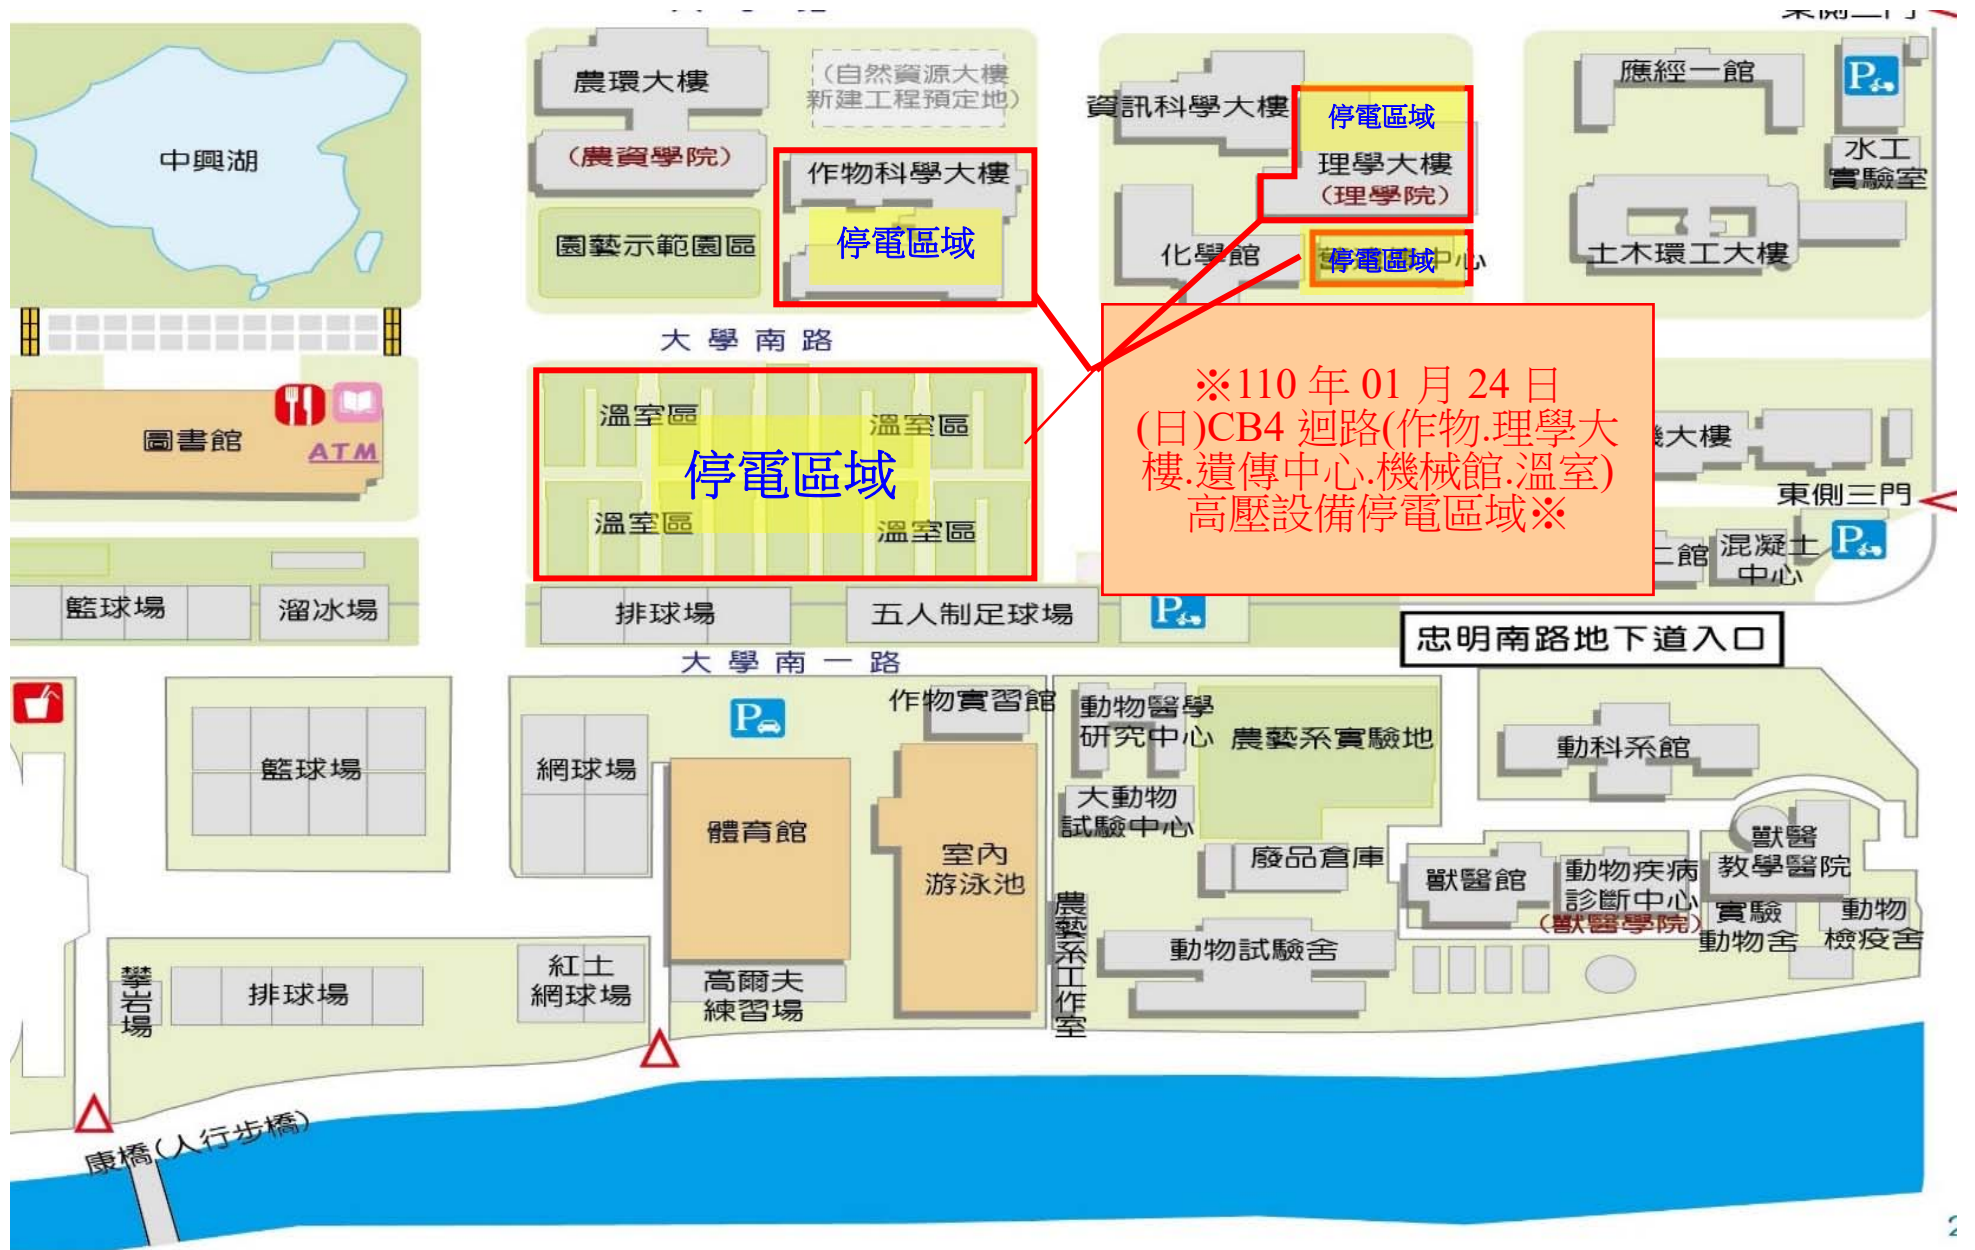 東側二門
農環大樓
(農資學院)
(自然資源大樓
新建工程預定地)
資訊科學大樓
停電區域
理學大樓
(理學院)
應經一館
水工
實驗室
中興湖
作物科學大樓
停電區域
園藝示範園區
化學館
停電區域
中心
土木環工大樓
大學南路
※110 年 01 月 24 日
(日)CB4 迴路(作物.理學大
樓.遺傳中心.機械館.溫室)
高壓設備停電區域※
圖書館
ATM
溫室區
溫室區
停電區域
溫室區
溫室區
大樓
東側三門
二館
混凝土
中心
籃球場
溜冰場
排球場
五人制足球場
忠明南路地下道入口
大學南一路
籃球場
網球場
體育館
作物實習館
室內
游泳池
動物醫學
研究中心
農藝系實驗地
大動物
試驗中心
廢品倉庫
動科系館
獸醫館
動物疾病
診斷中心
(獸醫學院)
獸醫
教學醫院
實驗
動物舍
動物
檢疫舍
農藝系工作室
動物試驗舍
攀岩場
排球場
紅土
網球場
高爾夫
練習場
康橋(人行步橋)